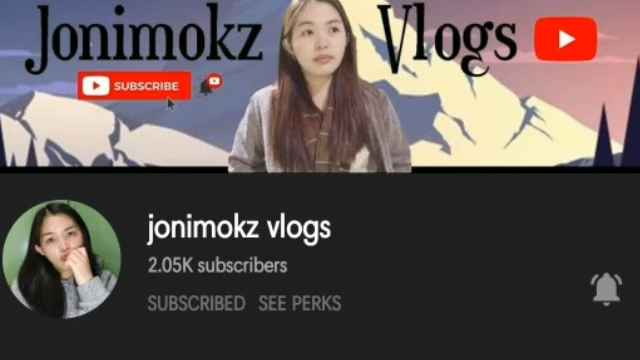 Jonimokz Vlogs
SUBSCRIBE
jonimokz vlogs
2.05K subscribers
SUBSCRIBED SEE PERKS